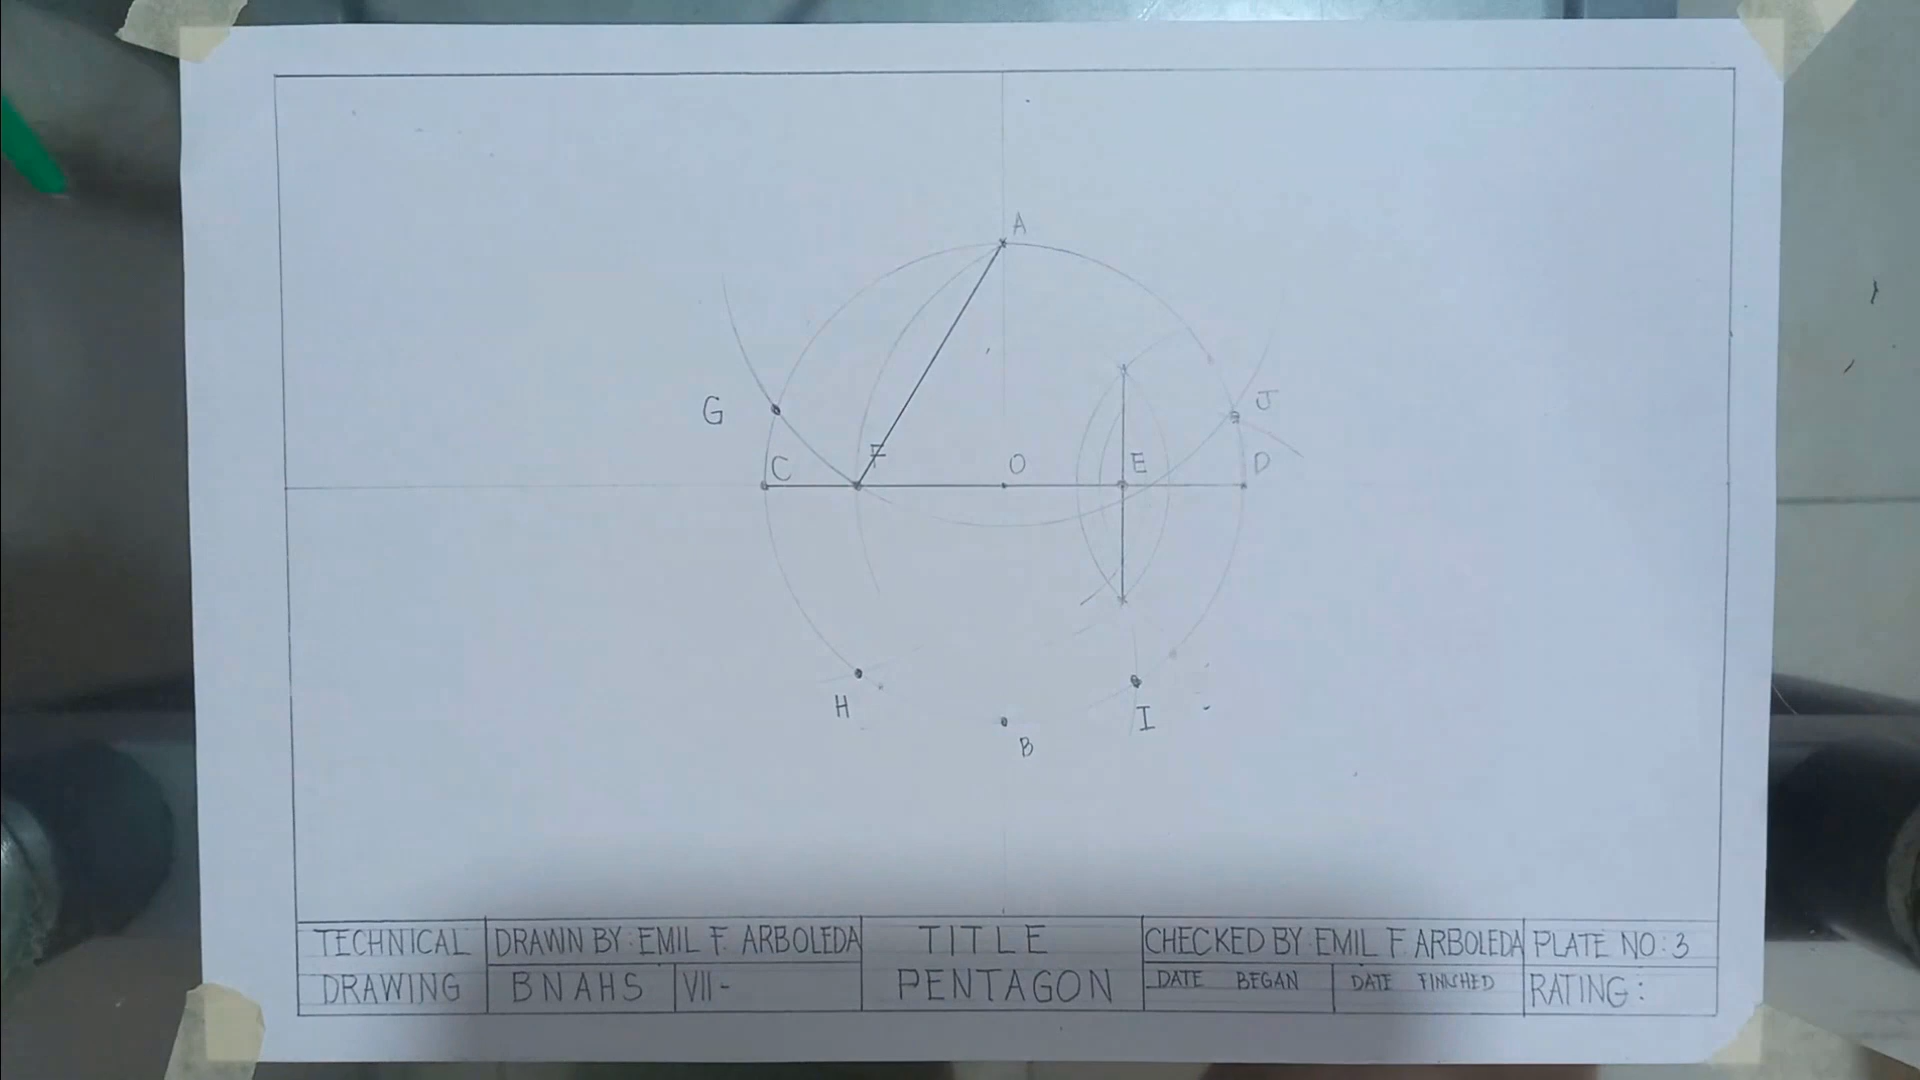 A
G
J
F
C
O
E
D
H
I
B
TECHNICAL
DRAWING
DRAWN BY: EMIL F. ARBOLEDA
BNAHS
VII-
TITLE
PENTAGON
CHECKED BY: EMIL F. ARBOLEDA
DATE BEGAN
DATE FINISHED
PLATE NO: 3
RATING: